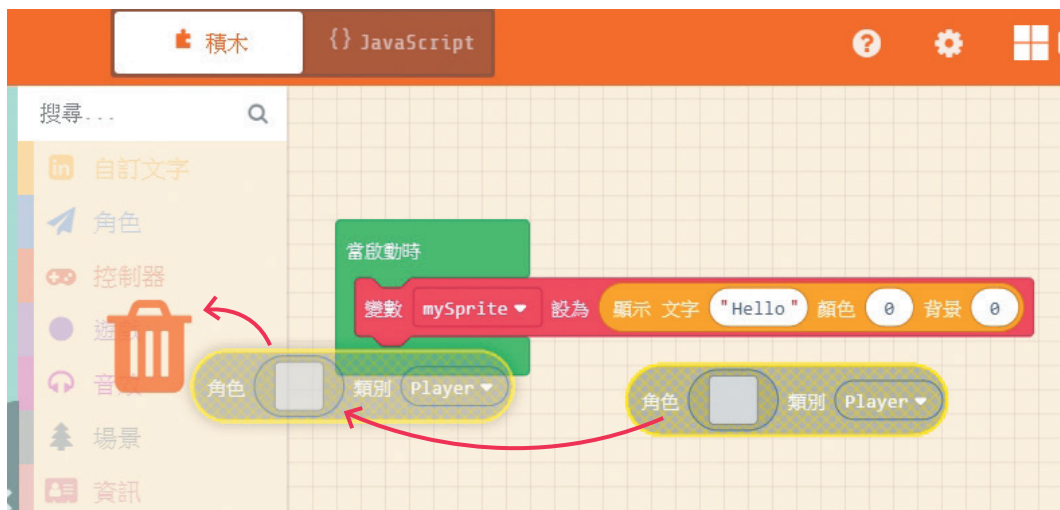 積木
{} JavaScript
搜尋...
自訂文字
角色
控制器
音效
場景
資訊
當啟動時
變數 mySprite 設為 顯示 文字 "Hello" 顏色 0 背景 0
角色 類別 Player
角色 類別 Player